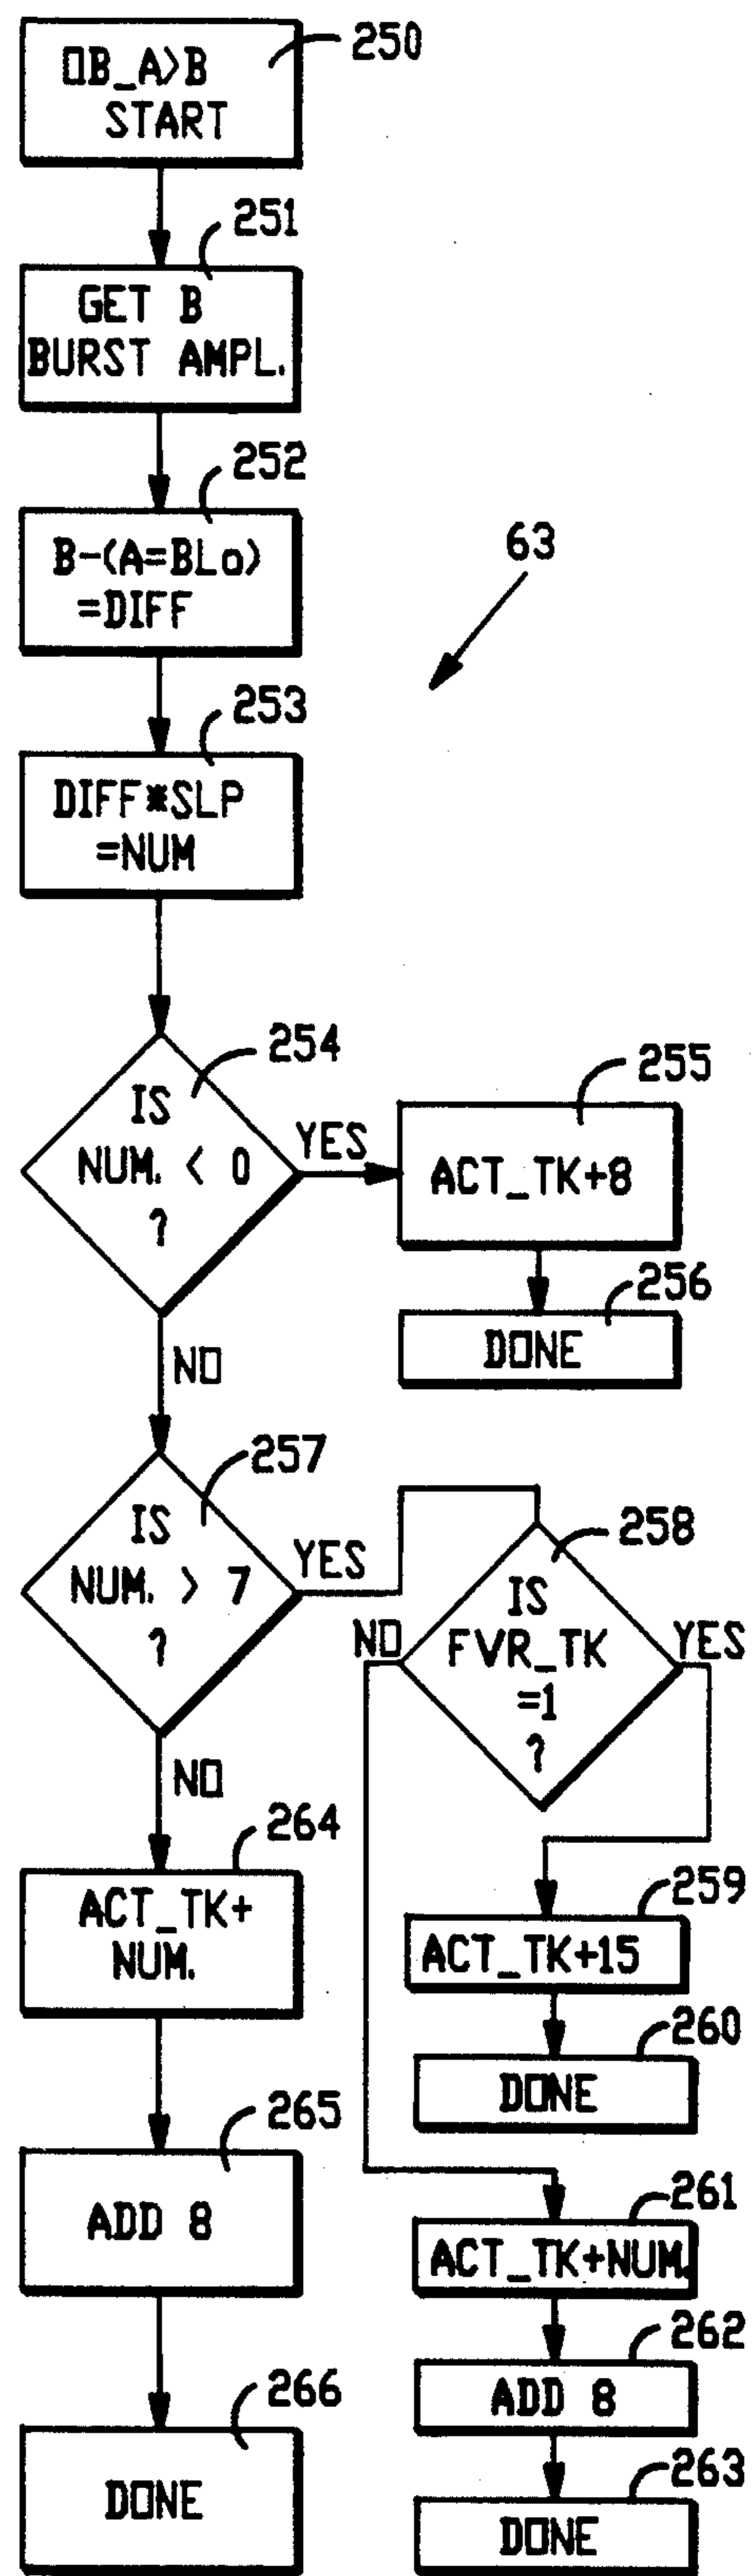 250
OB_A>B
START
251
GET B
BURST AMPL.
252
B-(A=BLo)
=DIFF
63
253
DIFF*SLP
=NUM
254
IS
NUM. < 0
?
YES
255
ACT_TK+8
256
DONE
NO
257
IS
NUM. > 7
?
YES
258
IS
FVR_TK
=1
?
NO
YES
NO
264
ACT_TK+
NUM.
259
ACT_TK+15
260
DONE
265
ADD 8
261
ACT_TK+NUM.
262
ADD 8
266
DONE
263
DONE